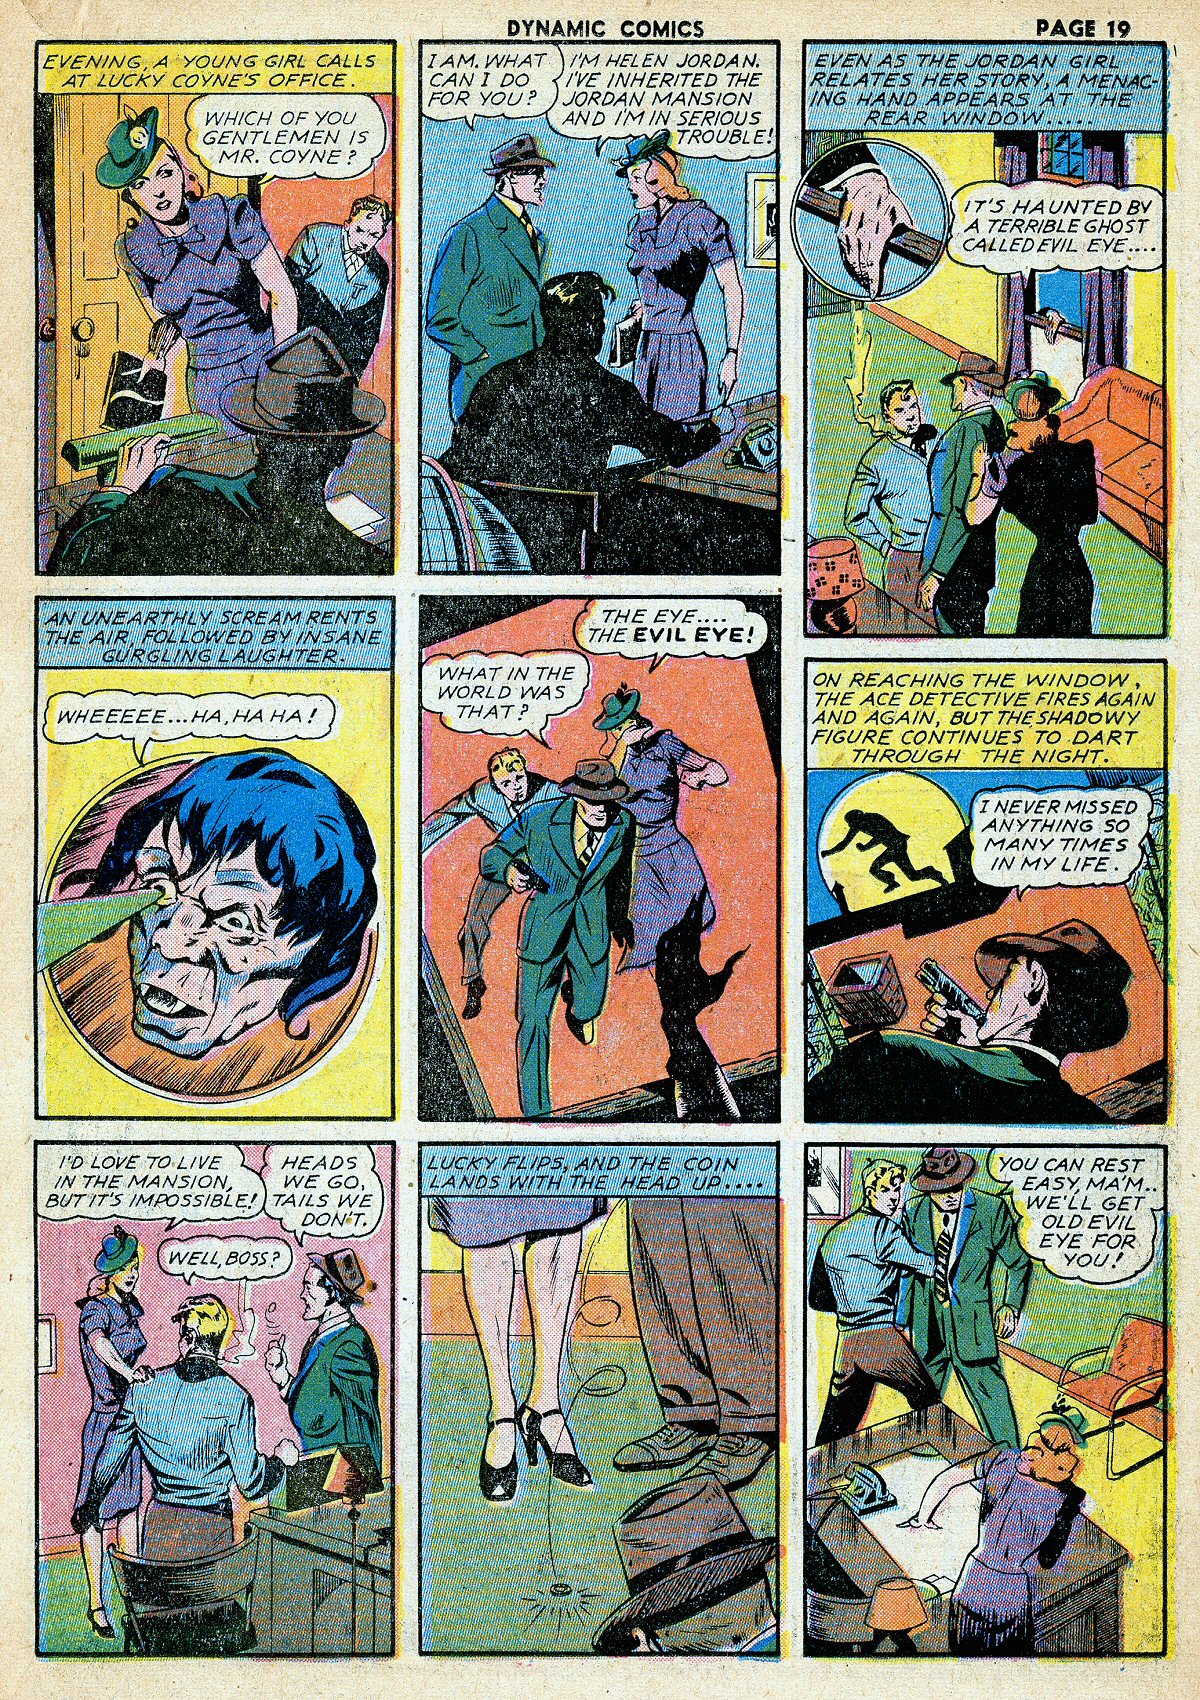 DYNAMIC COMICS
PAGE 19
EVENING, A YOUNG GIRL CALLS
AT LUCKY COYNE'S OFFICE.
WHICH OF YOU
GENTLEMEN IS
MR. COYNE?
I AM. WHAT
CAN I DO
FOR YOU?
I'M HELEN JORDAN.
I'VE INHERITED THE
JORDAN MANSION
AND I'M IN SERIOUS
TROUBLE!
EVEN AS THE JORDAN GIRL
RELATES HER STORY, A MENAC-
ING HAND APPEARS AT THE
REAR WINDOW.....
IT'S HAUNTED BY
A TERRIBLE GHOST
CALLED EVIL EYE....
T
AN UNEARTHLY SCREAM RENTS
THE AIR, FOLLOWED BY INSANE
GURGLING LAUGHTER.
WHEEEEE...HA, HA HA!
THE EYE....
THE EVIL EYE!
WHAT IN THE
WORLD WAS
THAT?
ON REACHING THE WINDOW,
THE ACE DETECTIVE FIRES AGAIN
AND AGAIN, BUT THE SHADOWY
FIGURE CONTINUES TO DART
THROUGH THE NIGHT.
I NEVER MISSED
ANYTHING SO
MANY TIMES
IN MY LIFE.
I'D LOVE TO LIVE
IN THE MANSION,
BUT IT'S IMPOSSIBLE!
WELL, BOSS?
HEADS
WE GO,
TAILS WE
DON'T.
LUCKY FLIPS, AND THE COIN
LANDS WITH THE HEAD UP....
YOU CAN REST
EASY, MA'M..
WE'LL GET
OLD EVIL
EYE FOR
YOU!